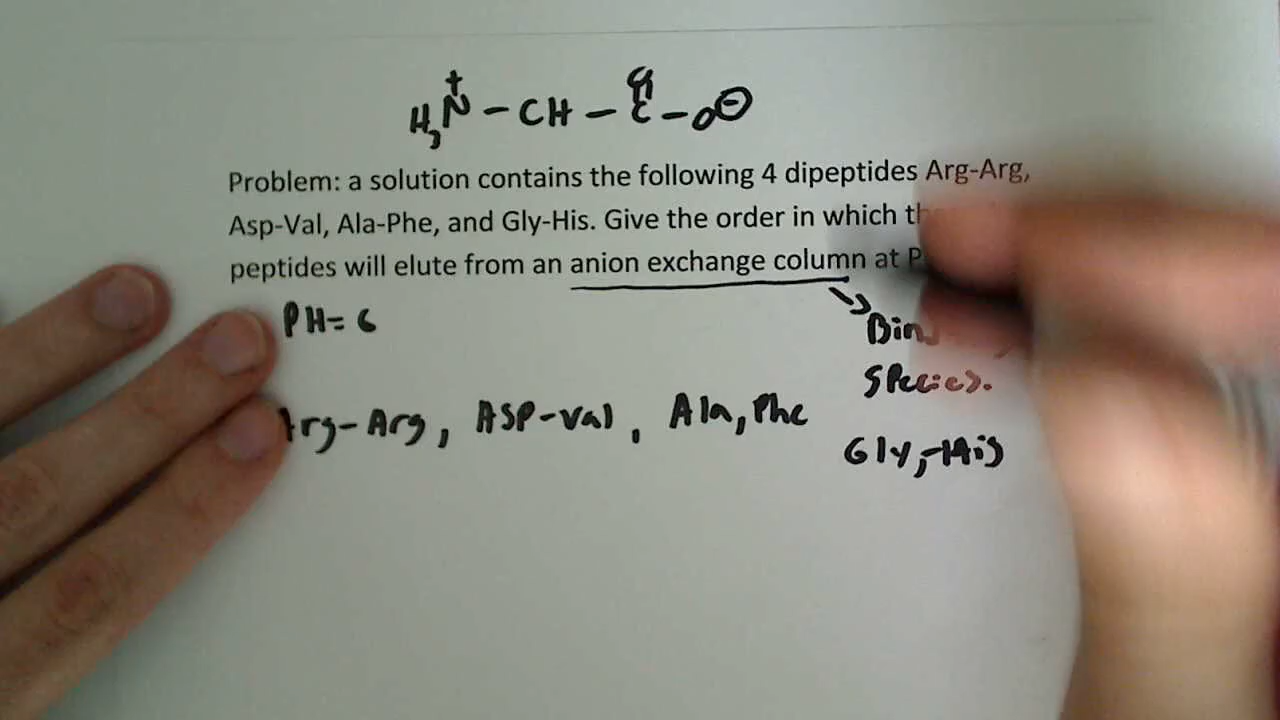 H3N+ - CH - C - O⊖
O
Problem: a solution contains the following 4 dipeptides Arg-Arg,
Asp-Val, Ala-Phe, and Gly-His. Give the order in which
peptides will elute from an anion exchange column at
PH= 6
Species.
Arg-Arg, ASP-Val, Ala, Phe
Gly,-His